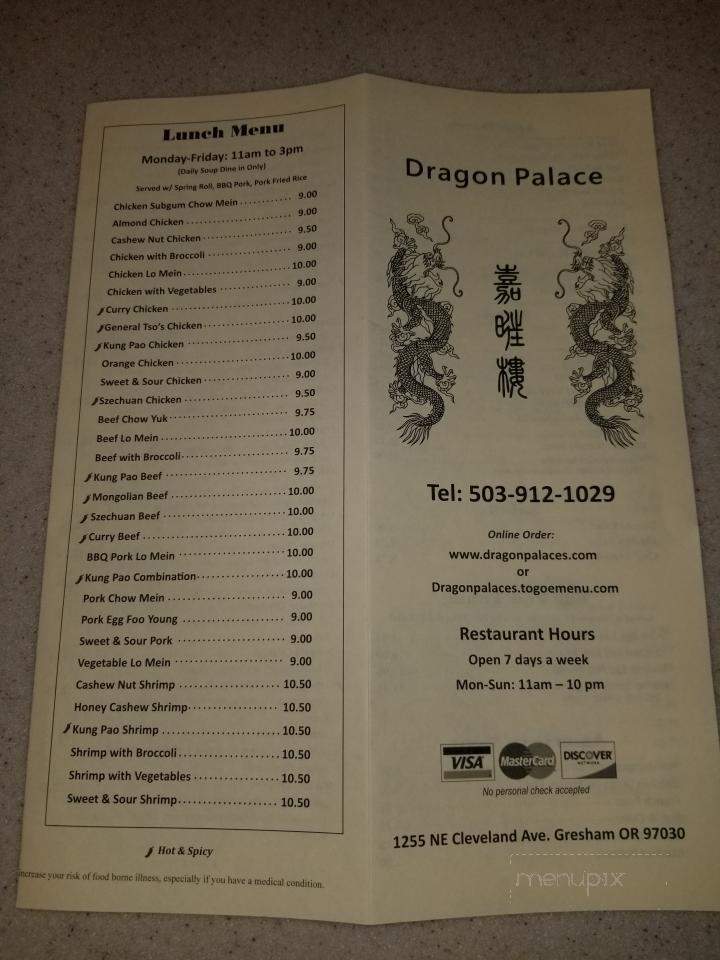 Lunch Menu
Monday-Friday: 11am to 3pm
(Daily Soup Dine in Only)
Served w/ Spring Roll, BBQ Pork, Pork Fried Rice
Chicken Subgum Chow Mein 9.00
Almond Chicken 9.00
Cashew Nut Chicken 9.50
Chicken with Broccoli 9.00
Chicken Lo Mein 10.00
Chicken with Vegetables 9.00
Curry Chicken 10.00
General Tso's Chicken 10.00
Kung Pao Chicken 9.50
Orange Chicken 10.00
Sweet & Sour Chicken 9.00
Szechuan Chicken 9.50
Beef Chow Yuk 9.75
Beef Lo Mein 10.00
Beef with Broccoli 9.75
Kung Pao Beef 9.75
Mongolian Beef 10.00
Szechuan Beef 10.00
Curry Beef 10.00
BBQ Pork Lo Mein 10.00
Kung Pao Combination 10.00
Pork Chow Mein 9.00
Pork Egg Foo Young 9.00
Sweet & Sour Pork 9.00
Vegetable Lo Mein 9.00
Cashew Nut Shrimp 10.50
Honey Cashew Shrimp 10.50
Kung Pao Shrimp 10.50
Shrimp with Broccoli 10.50
Shrimp with Vegetables 10.50
Sweet & Sour Shrimp 10.50
Hot & Spicy
increase your risk of food borne illness, especially if you have a medical condition.
Dragon Palace
嘉
樓
Tel: 503-912-1029
Online Order:
www.dragonpalaces.com
or
Dragonpalaces.togoemenu.com
Restaurant Hours
Open 7 days a week
Mon-Sun: 11am – 10 pm
VISA MasterCard DISCOVER
NETWORK
No personal check accepted
1255 NE Cleveland Ave. Gresham OR 97030
menupix